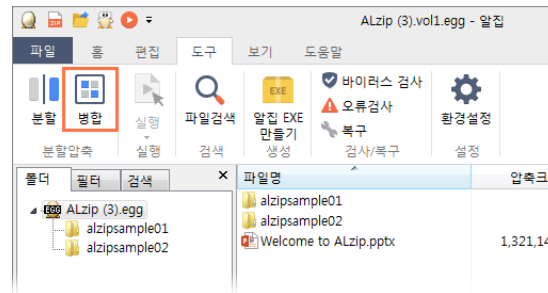 ALzip (3).vol1.egg - 알집
파일 홈 편집 도구 보기 도움말
분할 병합 실행 파일검색 EXE 알집 EXE 만들기 바이러스 검사 오류검사 복구 환경설정
분할압축 실행 검색 생성 검사/복구 설정
폴더 필터 검색 × 파일명 압축크
EGG ALzip (3).egg alzipsample01
alzipsample01 alzipsample02
alzipsample02 Welcome to ALzip.pptx 1,321,14